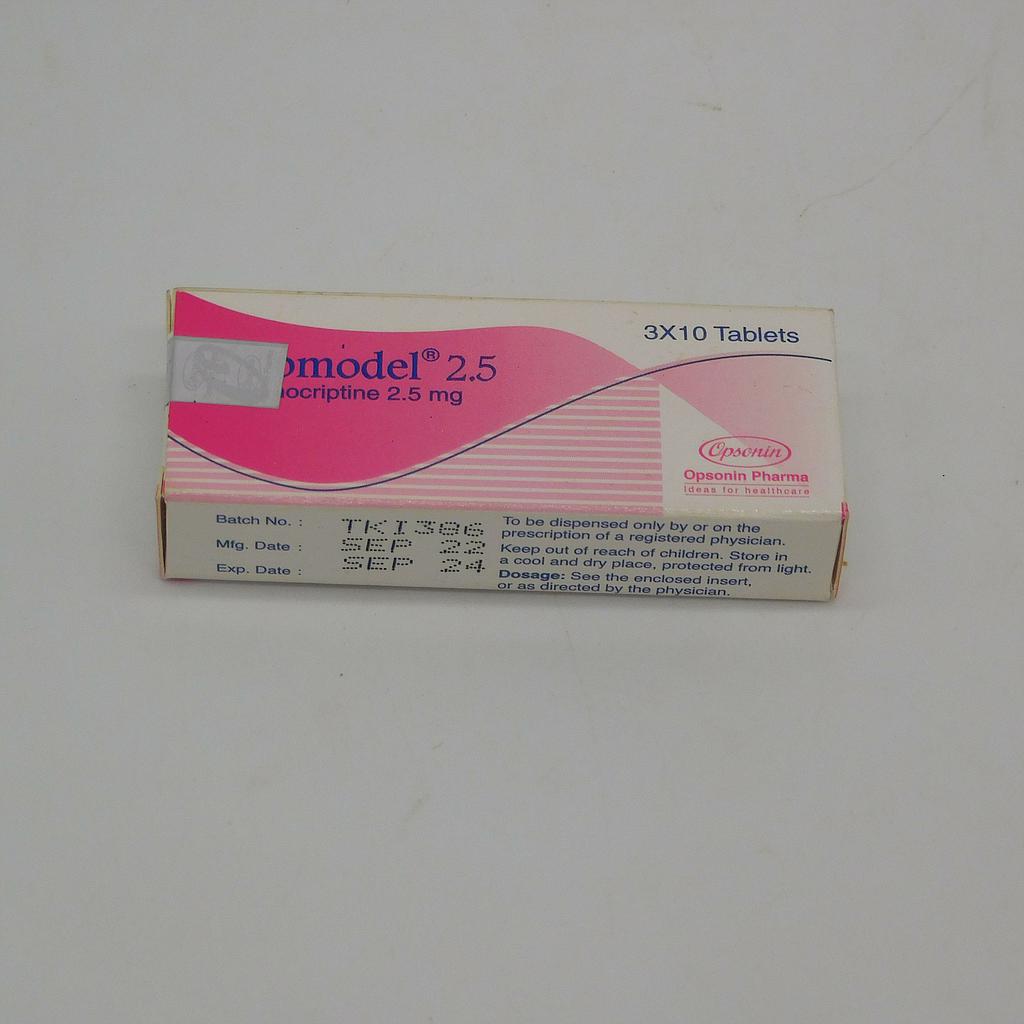 3X10 Tablets
omodel® 2.5
ocriptine 2.5 mg
Opsonin
Opsonin Pharma
Ideas for healthcare
Batch No. : TKI386
Mfg. Date : SEP 22
Exp. Date : SEP 24
To be dispensed only by or on the
prescription of a registered physician.
Keep out of reach of children. Store in
a cool and dry place, protected from light.
Dosage: See the enclosed insert,
or as directed by the physician.